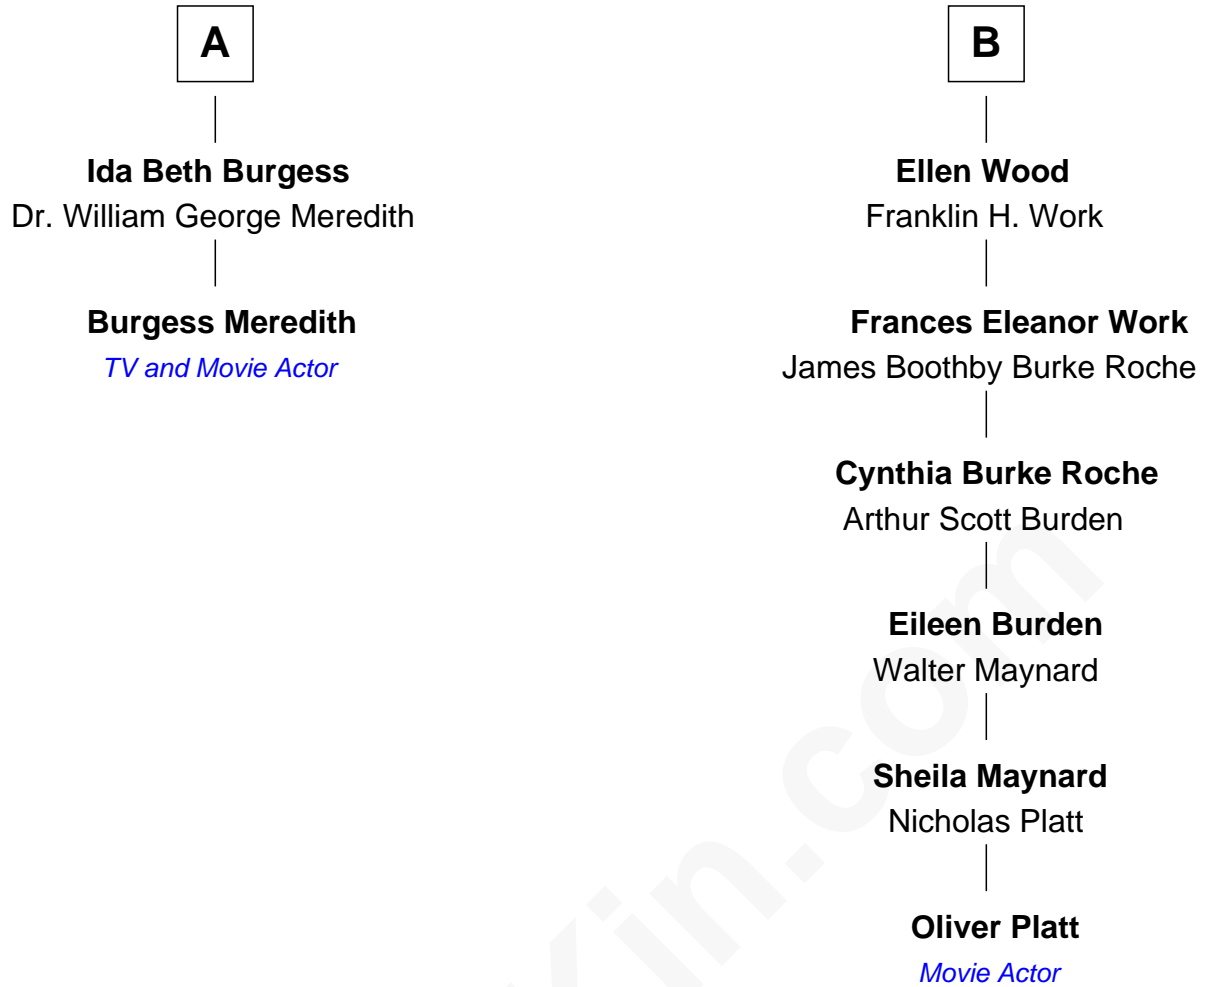 A
Ida Beth Burgess
Dr. William George Meredith
Burgess Meredith
TV and Movie Actor
B
Ellen Wood
Franklin H. Work
Frances Eleanor Work
James Boothby Burke Roche
Cynthia Burke Roche
Arthur Scott Burden
Eileen Burden
Walter Maynard
Sheila Maynard
Nicholas Platt
Oliver Platt
Movie Actor